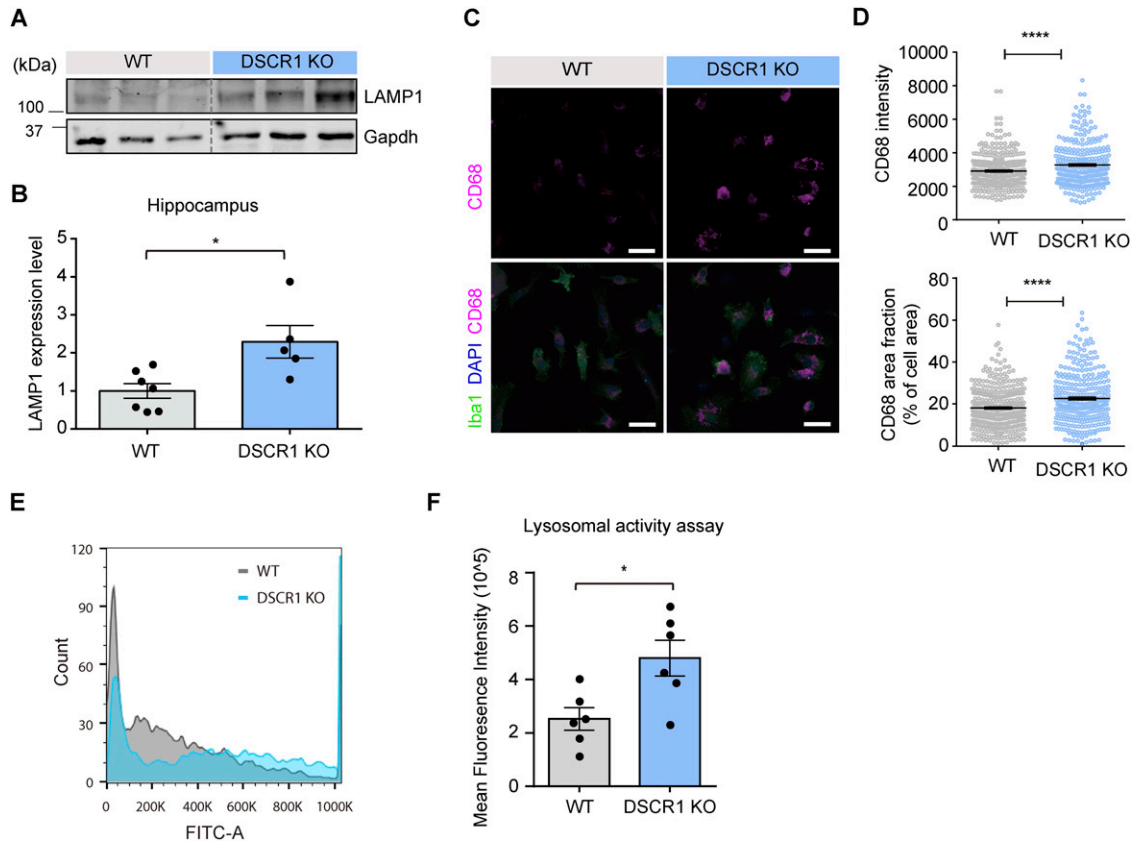 A
(kDa)
WT
DSCR1 KO
100
LAMP1
37
Gapdh
B
Hippocampus
*
LAMP1 expression level
5
4
3
2
1
0
WT
DSCR1 KO
C
WT
DSCR1 KO
CD68
Iba1 DAPI CD68
D
****
CD68 intensity
10000
8000
6000
4000
2000
0
WT
DSCR1 KO
****
CD68 area fraction
(% of cell area)
60
40
20
0
WT
DSCR1 KO
E
Count
120
90
60
30
0
WT
DSCR1 KO
0
200K
400K
600K
800K
1000K
FITC-A
F
Lysosomal activity assay
*
Mean Fluoresence Intensity (10^5)
8
6
4
2
0
WT
DSCR1 KO